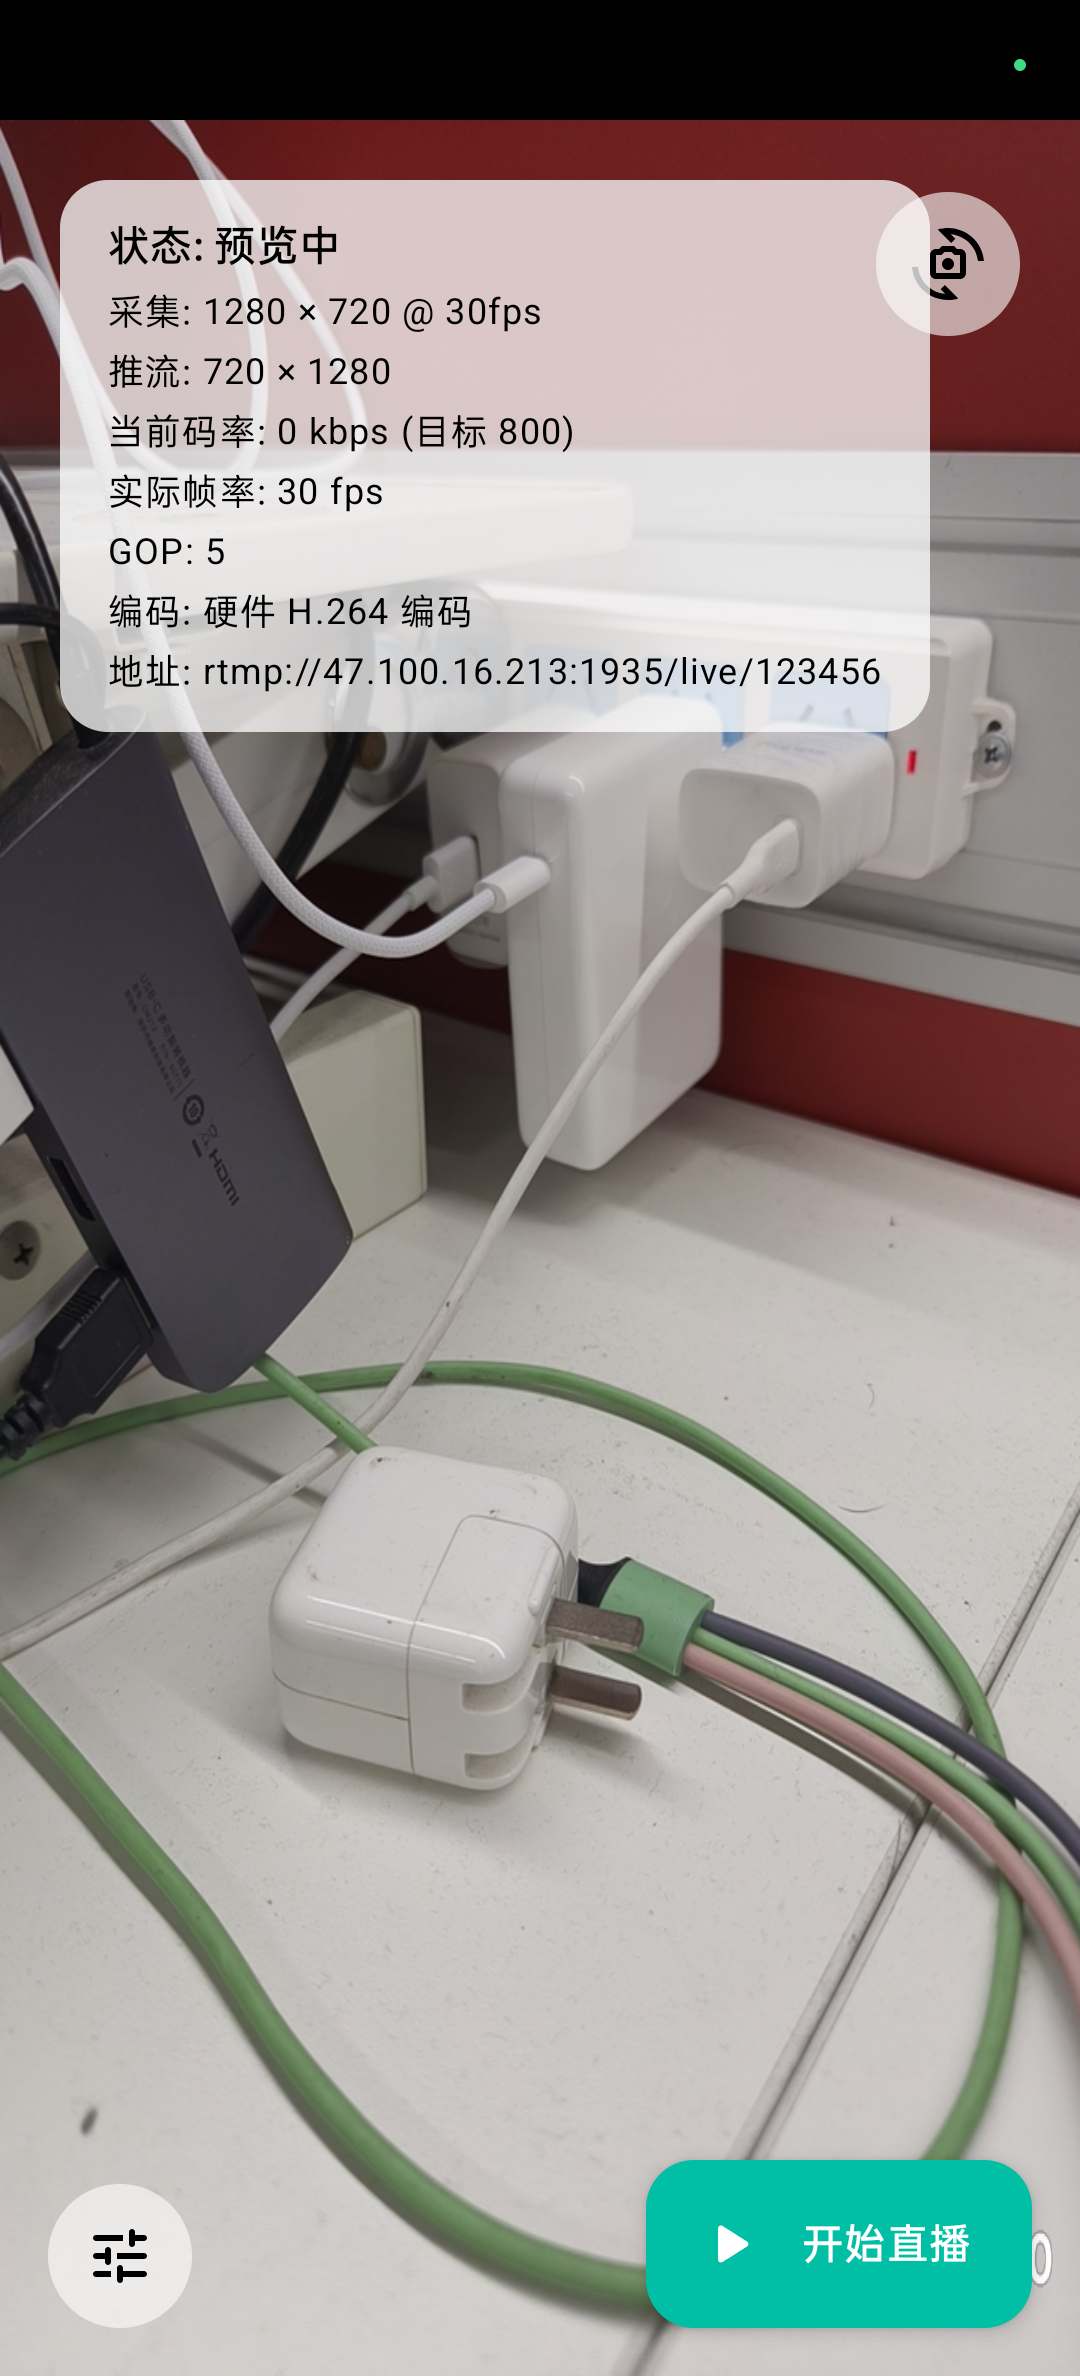 状态: 预览中
采集: 1280 × 720 @ 30fps
推流: 720 × 1280
当前码率: 0 kbps (目标 800)
实际帧率: 30 fps
GOP: 5
编码: 硬件 H.264 编码
地址: rtmp://47.100.16.213:1935/live/123456
HDMI
开始直播
0